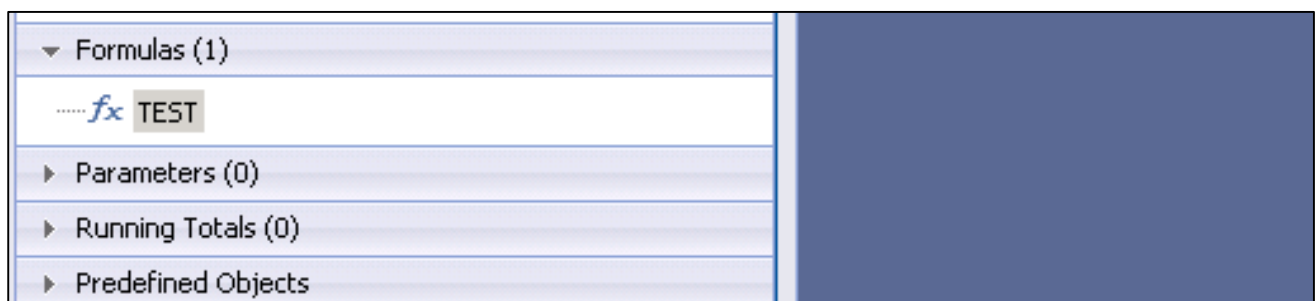 Formulas (1)
fx TEST
Parameters (0)
Running Totals (0)
Predefined Objects